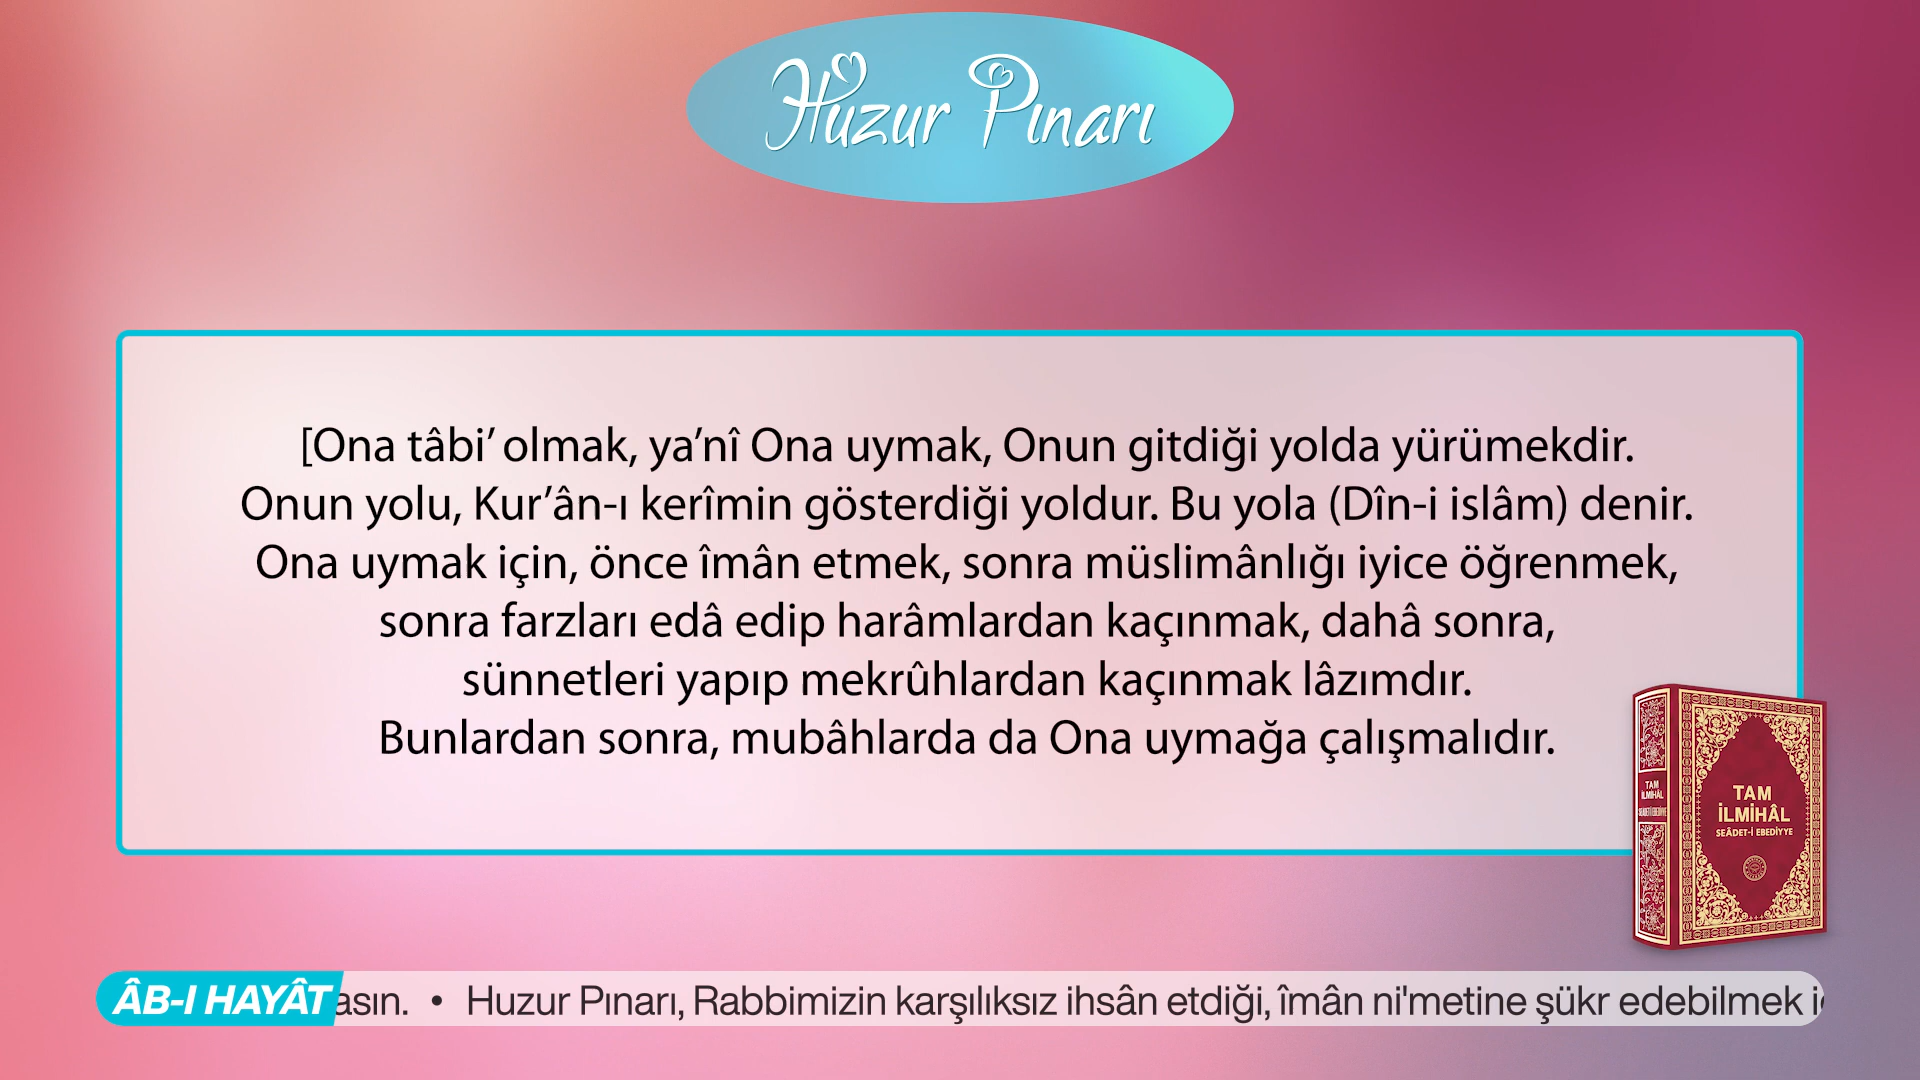 Huzur Pınarı
[Ona tâbi’ olmak, ya’nî Ona uymak, Onun gitdiği yolda yürümekdir.
Onun yolu, Kur’ân-ı kerîmin gösterdiği yoldur. Bu yola (Dîn-i islâm) denir.
Ona uymak için, önce îmân etmek, sonra müslimânlığı iyice öğrenmek,
sonra farzları edâ edip harâmlardan kaçınmak, dahâ sonra,
sünnetleri yapıp mekrûhlardan kaçınmak lâzımdır.
Bunlardan sonra, mubâhlarda da Ona uymağa çalışmalıdır.
TAM
İLMİHÂL
SEÂDET-İ EBEDİYYE
TAM
İLMİHÂL
SEÂDET-İ EBEDİYYE
ÂB-I HAYÂT asın. • Huzur Pınarı, Rabbimizin karşılıksız ihsân etdiği, îmân ni'metine şükr edebilmek